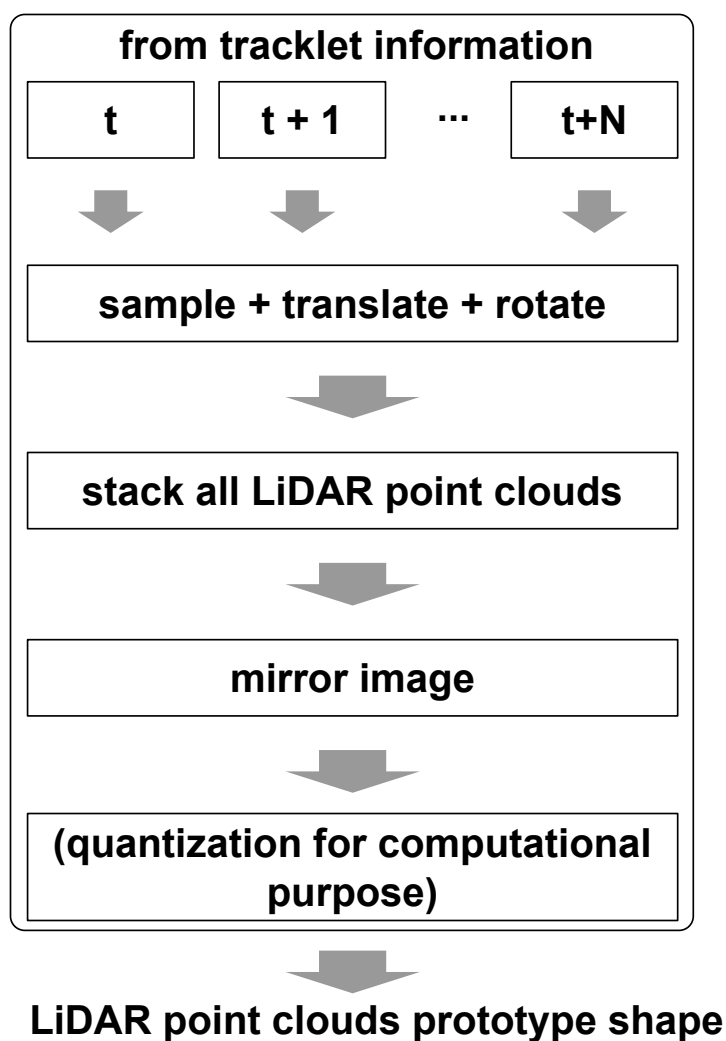 from tracklet information
t t + 1 ... t+N
sample + translate + rotate
stack all LiDAR point clouds
mirror image
(quantization for computational
purpose)
LiDAR point clouds prototype shape